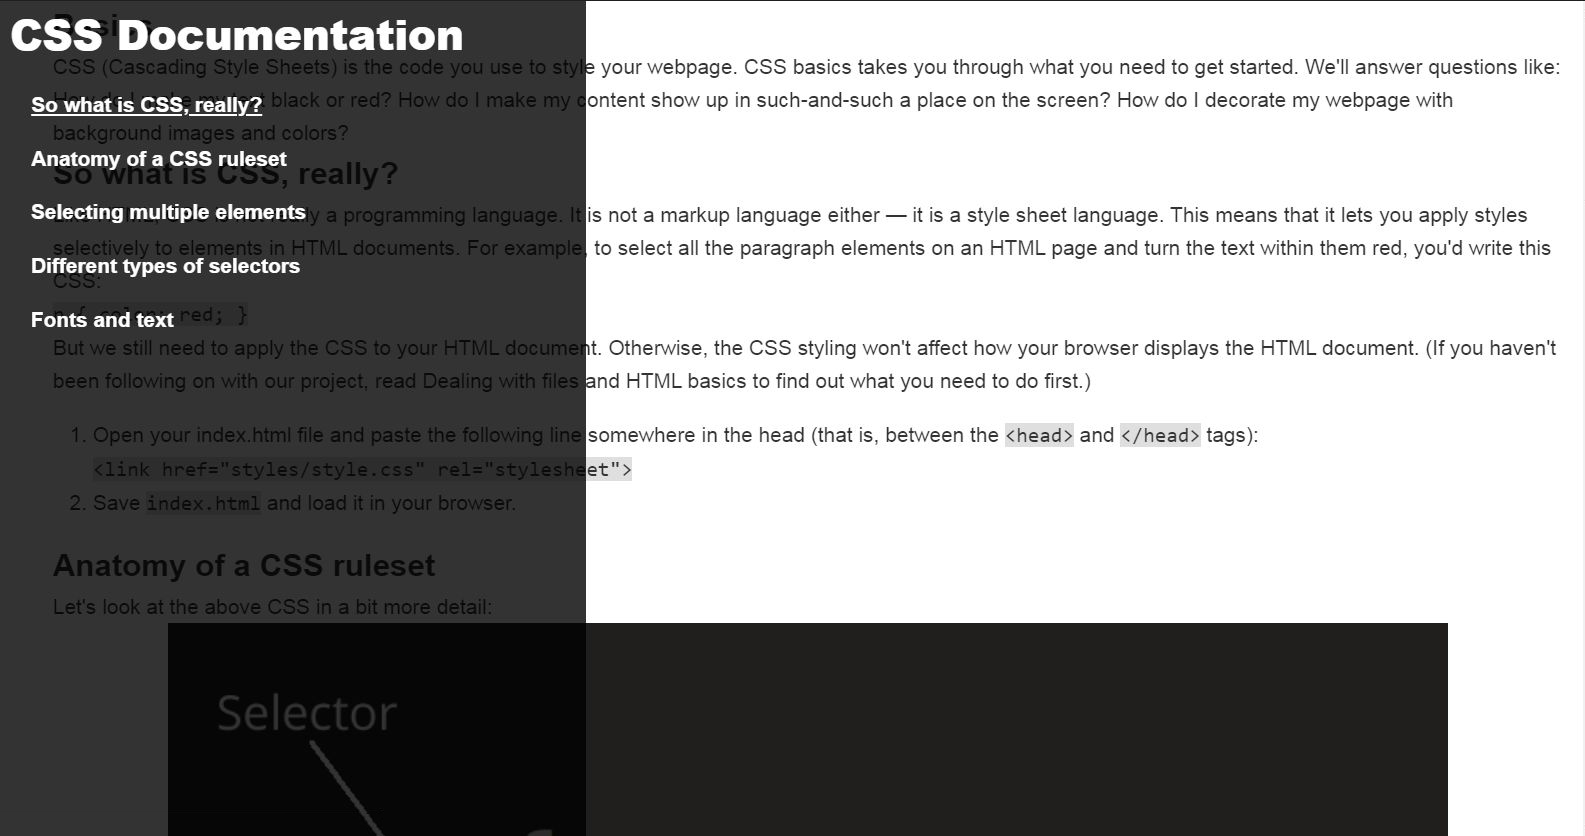 CSS Documentation
So what is CSS, really?
Anatomy of a CSS ruleset
Selecting multiple elements
Different types of selectors
Fonts and text
Basics
CSS (Cascading Style Sheets) is the code you use to style your webpage. CSS basics takes you through what you need to get started. We'll answer questions like:
black or red? How do I make my content show up in such-and-such a place on the screen? How do I decorate my webpage with
background images and colors?
So what is CSS, really?
a programming language. It is not a markup language either — it is a style sheet language. This means that it lets you apply styles
selectively to elements in HTML documents. For example, to select all the paragraph elements on an HTML page and turn the text within them red, you'd write this
CSS:
red; }
But we still need to apply the CSS to your HTML document. Otherwise, the CSS styling won't affect how your browser displays the HTML document. (If you haven't
been following on with our project, read Dealing with files and HTML basics to find out what you need to do first.)
1. Open your index.html file and paste the following line somewhere in the head (that is, between the <head> and </head> tags):
<link href="styles/style.css" rel="stylesheet">
2. Save index.html and load it in your browser.
Anatomy of a CSS ruleset
Let's look at the above CSS in a bit more detail:
Selector